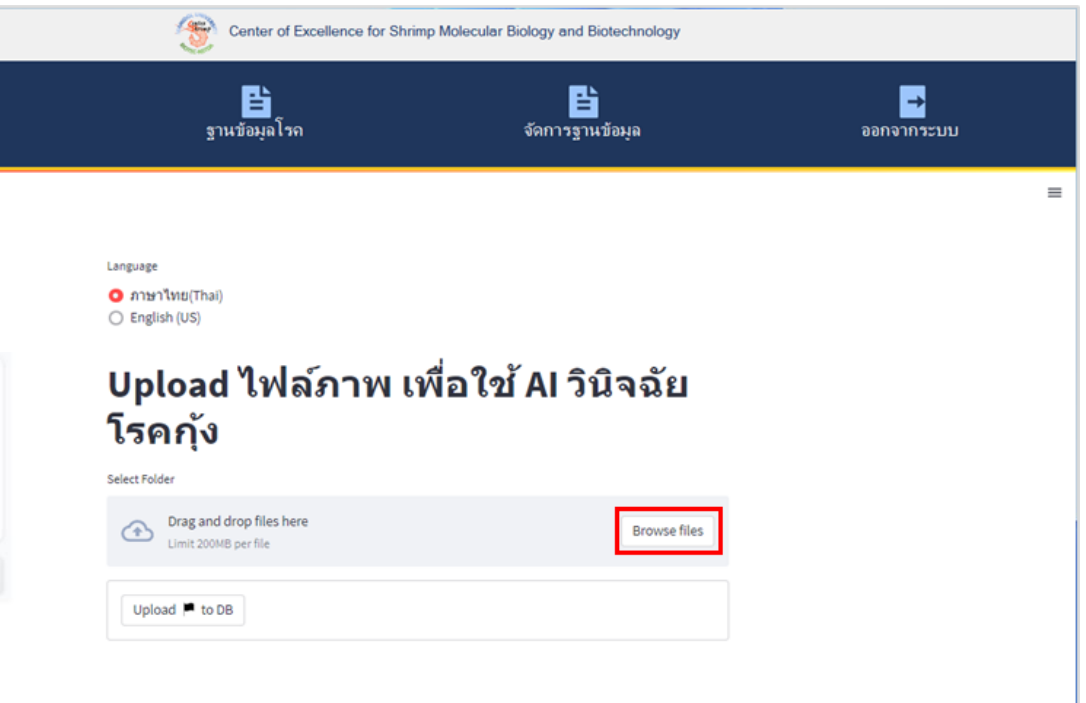 Center of Excellence for Shrimp Molecular Biology and Biotechnology
ฐานข้อมูลโรค
จัดการฐานข้อมูล
ออกจากระบบ
Language
ภาษาไทย(Thai)
English (US)
Upload ไฟล์ภาพ เพื่อใช้ AI วินิจฉัย
โรคกุ้ง
Select Folder
Drag and drop files here
Limit 200MB per file
Browse files
Upload 🏴 to DB